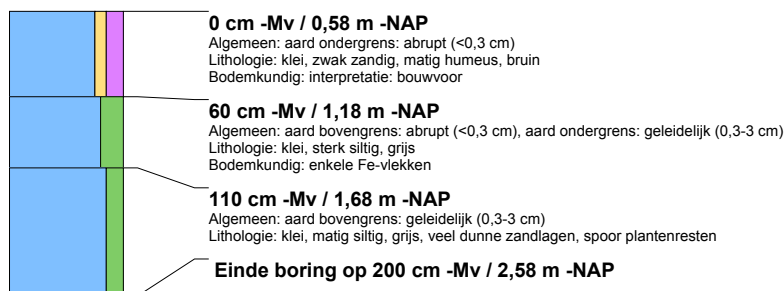 0 cm -Mv / 0,58 m -NAP
Algemeen: aard ondergrens: abrupt (<0,3 cm)
Lithologie: klei, zwak zandig, matig humeus, bruin
Bodemkundig: interpretatie: bouwvoor
60 cm -Mv / 1,18 m -NAP
Algemeen: aard bovengrens: abrupt (<0,3 cm), aard ondergrens: geleidelijk (0,3-3 cm)
Lithologie: klei, sterk siltig, grijs
Bodemkundig: enkele Fe-vlekken
110 cm -Mv / 1,68 m -NAP
Algemeen: aard bovengrens: geleidelijk (0,3-3 cm)
Lithologie: klei, matig siltig, grijs, veel dunne zandlagen, spoor plantenresten
Einde boring op 200 cm -Mv / 2,58 m -NAP